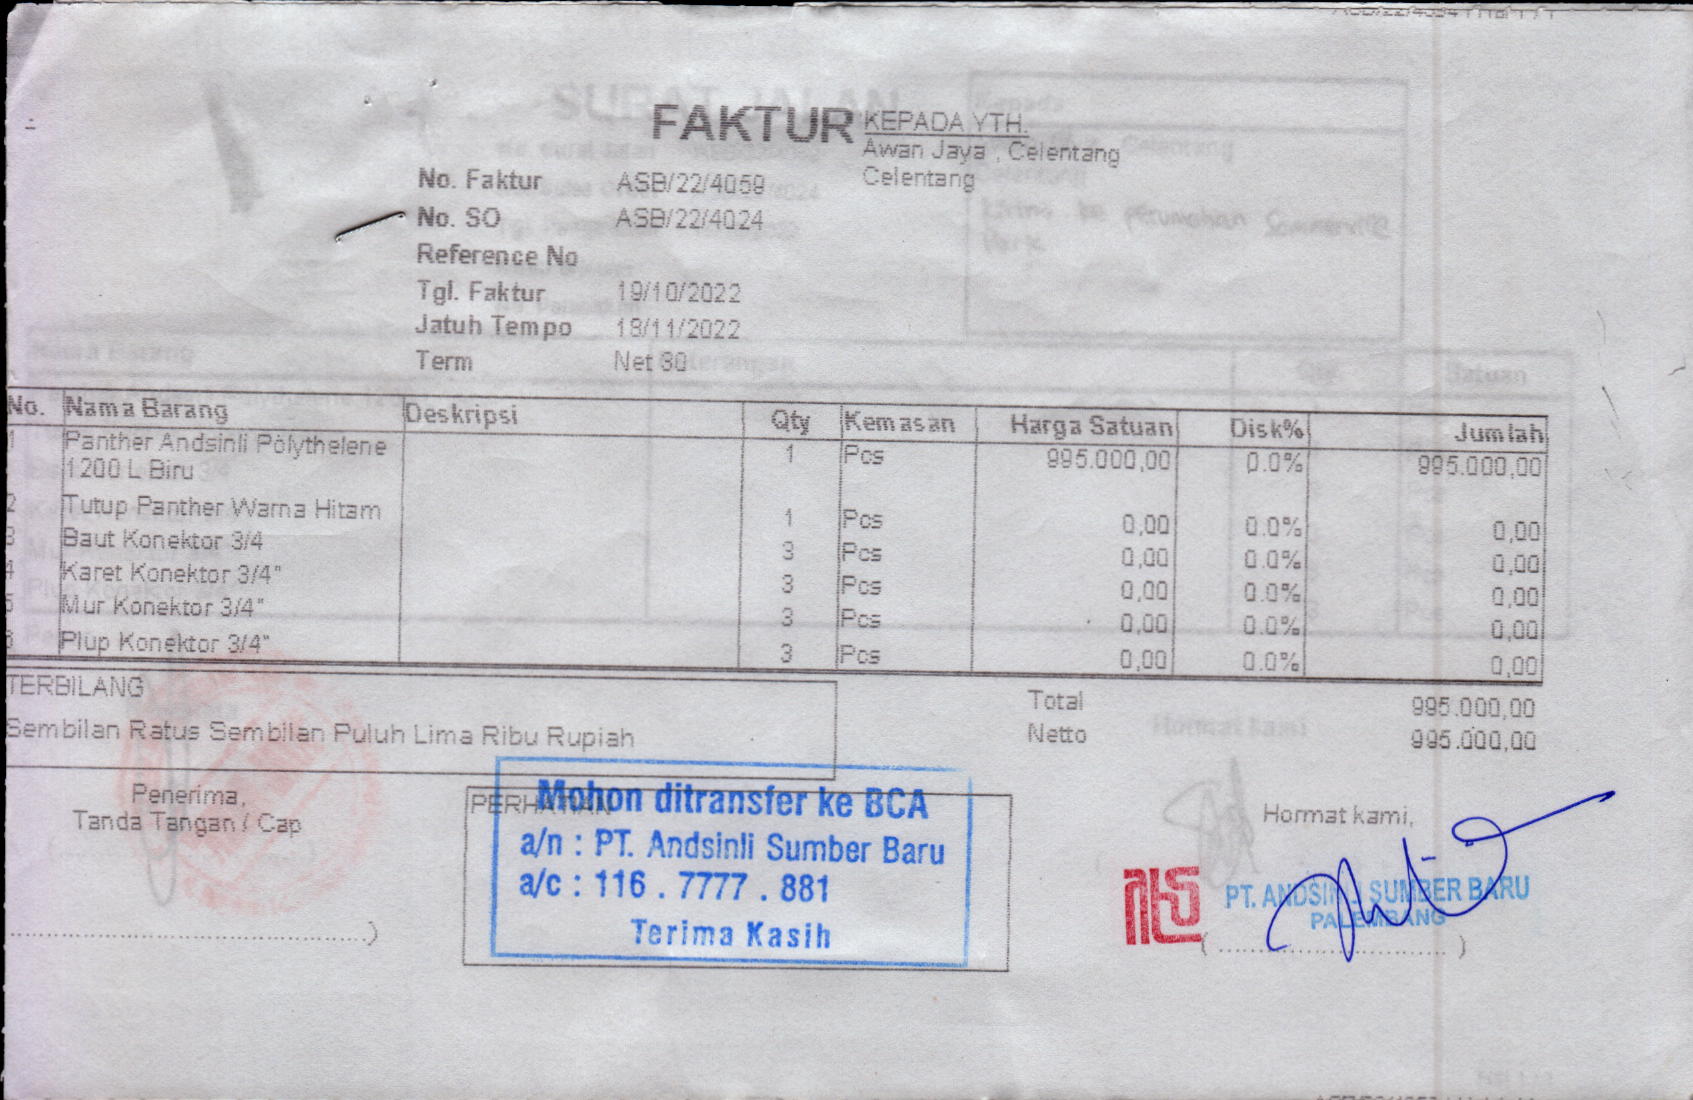 FAKTUR
KEPADA YTH.
Awan Jaya , Celentang
Celentang
No. Faktur ASB/22/4059
No. SO ASB/22/4024
Reference No
Tgl. Faktur 19/10/2022
Jatuh Tempo 18/11/2022
Term Net 30
No. Nama Barang Deskripsi Qty Kemasan Harga Satuan Disk% Jumlah
1 Panther Andsinli Polythelene 1 Pcs 995.000,00 0.0% 995.000,00
1200 L Biru
2 Tutup Panther Warna Hitam 1 Pcs 0,00 0.0% 0,00
3 Baut Konektor 3/4 3 Pcs 0,00 0.0% 0,00
4 Karet Konektor 3/4" 3 Pcs 0,00 0.0% 0,00
5 Mur Konektor 3/4" 3 Pcs 0,00 0.0% 0,00
6 Plup Konektor 3/4" 3 Pcs 0,00 0.0% 0,00
TERBILANG
Sembilan Ratus Sembilan Puluh Lima Ribu Rupiah
Total 995.000,00
Netto 995.000,00
Penerima,
Tanda Tangan / Cap
PERHATIAN
Mohon ditransfer ke BCA
a/n : PT. Andsinli Sumber Baru
a/c : 116 . 7777 . 881
Terima Kasih
Hormat kami,
PT. ANDSINLI SUMBER BARU
PALEMBANG